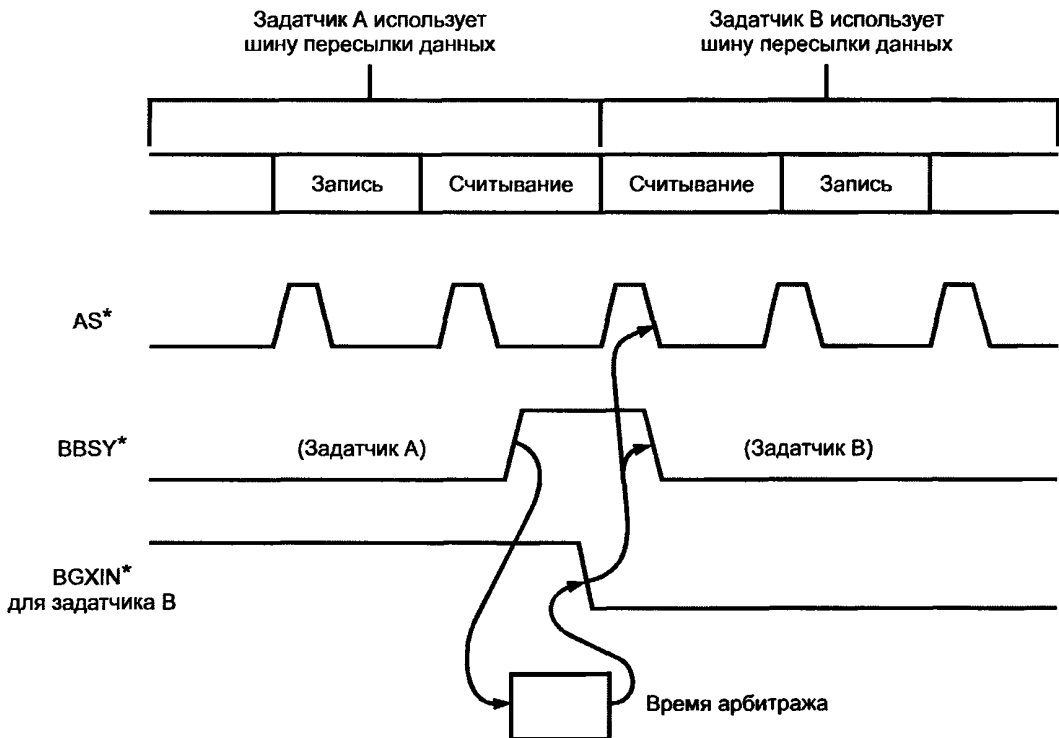 Задатчик А использует
шину пересылки данных
Задатчик В использует
шину пересылки данных
Запись
Считывание
Считывание
Запись
AS*
BBSY*
(Задатчик А)
(Задатчик В)
BGXIN*
для задатчика В
Время арбитража